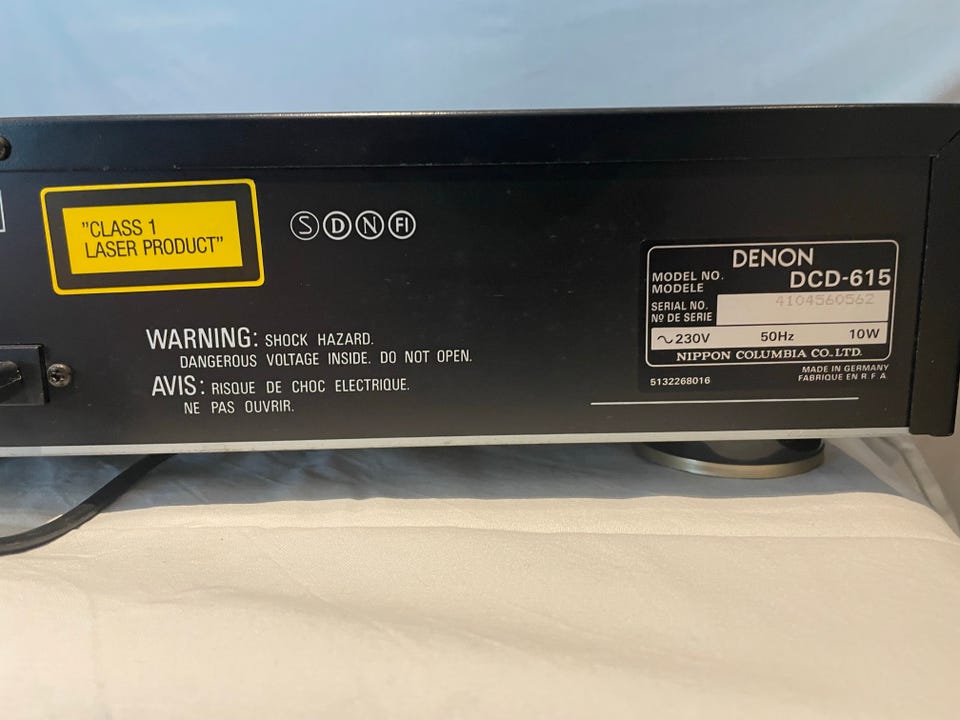 "CLASS 1
LASER PRODUCT"
S D N FI
WARNING: SHOCK HAZARD.
DANGEROUS VOLTAGE INSIDE. DO NOT OPEN.
AVIS: RISQUE DE CHOC ELECTRIQUE.
NE PAS OUVRIR.
DENON
MODEL NO.
MODELE
DCD-615
SERIAL NO.
Nº DE SERIE
4104560562
~230V 50Hz 10W
NIPPON COLUMBIA CO.,LTD.
5132268016
MADE IN GERMANY
FABRIQUE EN R.F.A.